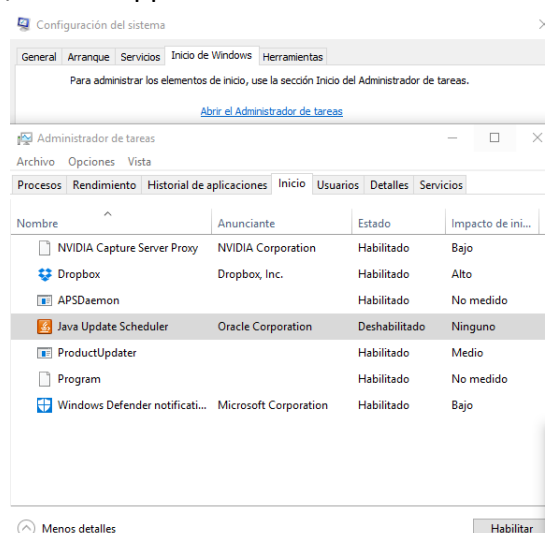 Configuración del sistema
General Arranque Servicios Inicio de Windows Herramientas
Para administrar los elementos de inicio, use la sección Inicio del Administrador de tareas.
Abrir el Administrador de tareas
Administrador de tareas
Archivo Opciones Vista
Procesos Rendimiento Historial de aplicaciones Inicio Usuarios Detalles Servicios
Nombre Anunciante Estado Impacto de ini...
NVIDIA Capture Server Proxy NVIDIA Corporation Habilitado Bajo
Dropbox Dropbox, Inc. Habilitado Alto
APSDaemon Habilitado No medido
Java Update Scheduler Oracle Corporation Deshabilitado Ninguno
ProductUpdater Habilitado Medio
Program Habilitado No medido
Windows Defender notificati... Microsoft Corporation Habilitado Bajo
Menos detalles Habilitar